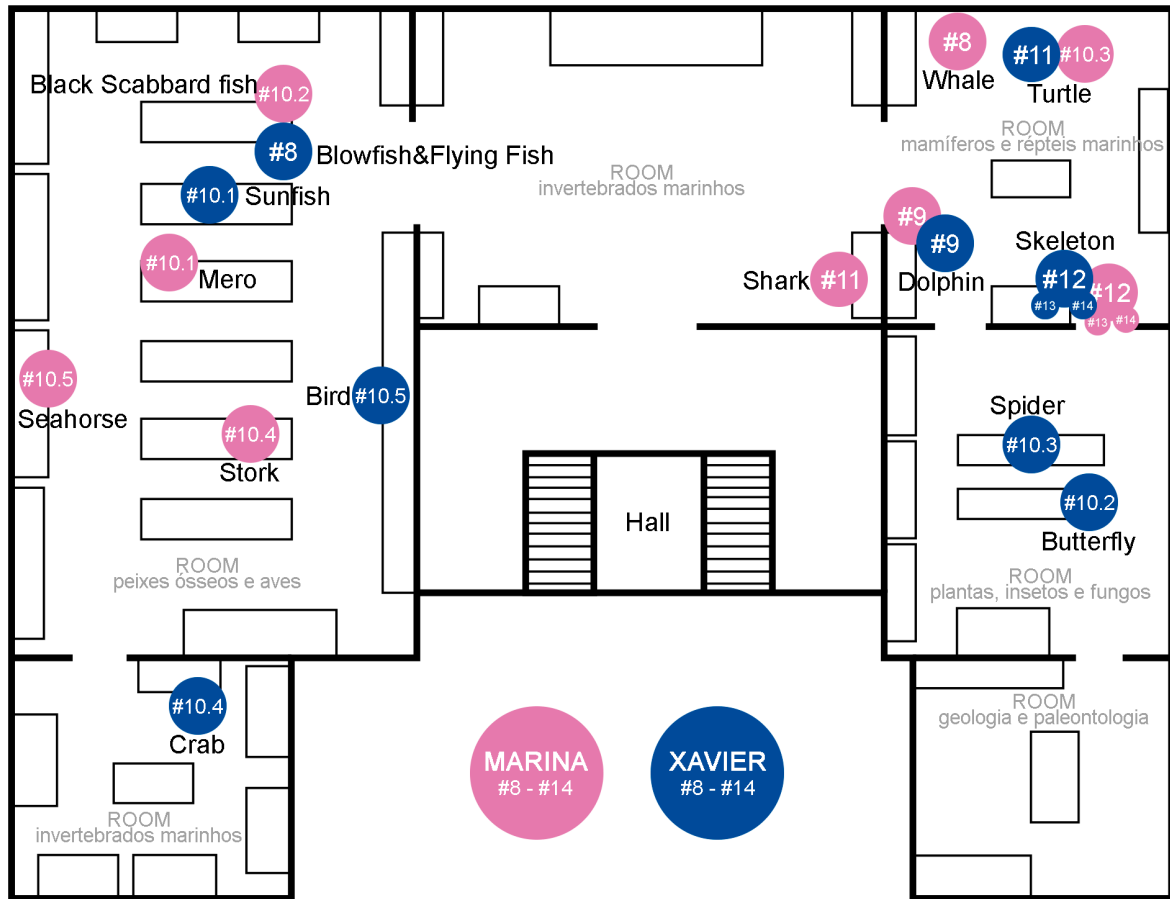 #8
Whale
#11
#10.3
Turtle
ROOM
mamíferos e répteis marinhos
Black Scabbard fish
#10.2
#8
Blowfish&Flying Fish
#10.1
Sunfish
#10.1
Mero
ROOM
invertebrados marinhos
#9
#9
Dolphin
Shark
#11
Skeleton
#12
#12
#13
#14
#13
#14
#10.5
Seahorse
Bird
#10.5
#10.4
Stork
ROOM
peixes ósseos e aves
Hall
Spider
#10.3
#10.2
Butterfly
ROOM
plantas, insetos e fungos
#10.4
Crab
ROOM
invertebrados marinhos
MARINA
#8 - #14
XAVIER
#8 - #14
ROOM
geologia e paleontologia